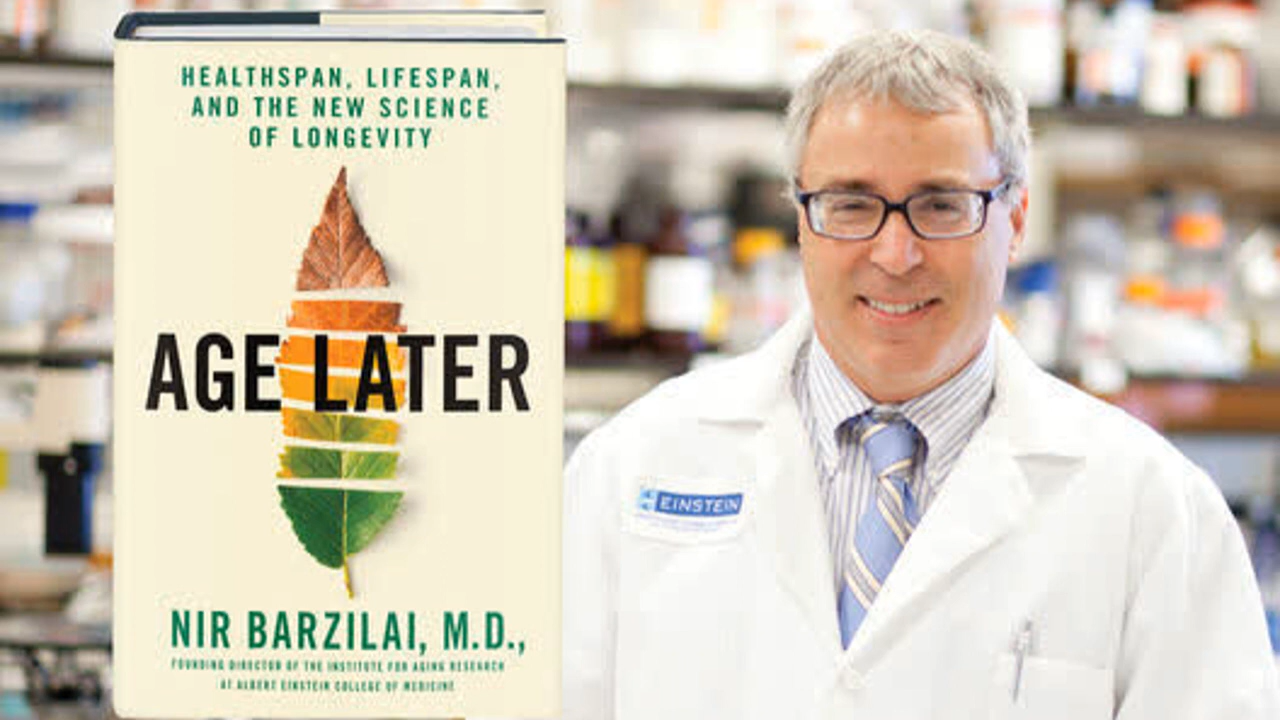 HEALTHSPAN, LIFESPAN,
AND THE NEW SCIENCE
OF LONGEVITY
AGE LATER
NIR BARZILAI, M.D.,
FOUNDING DIRECTOR OF THE INSTITUTE FOR AGING RESEARCH
AT ALBERT EINSTEIN COLLEGE OF MEDICINE
EINSTEIN